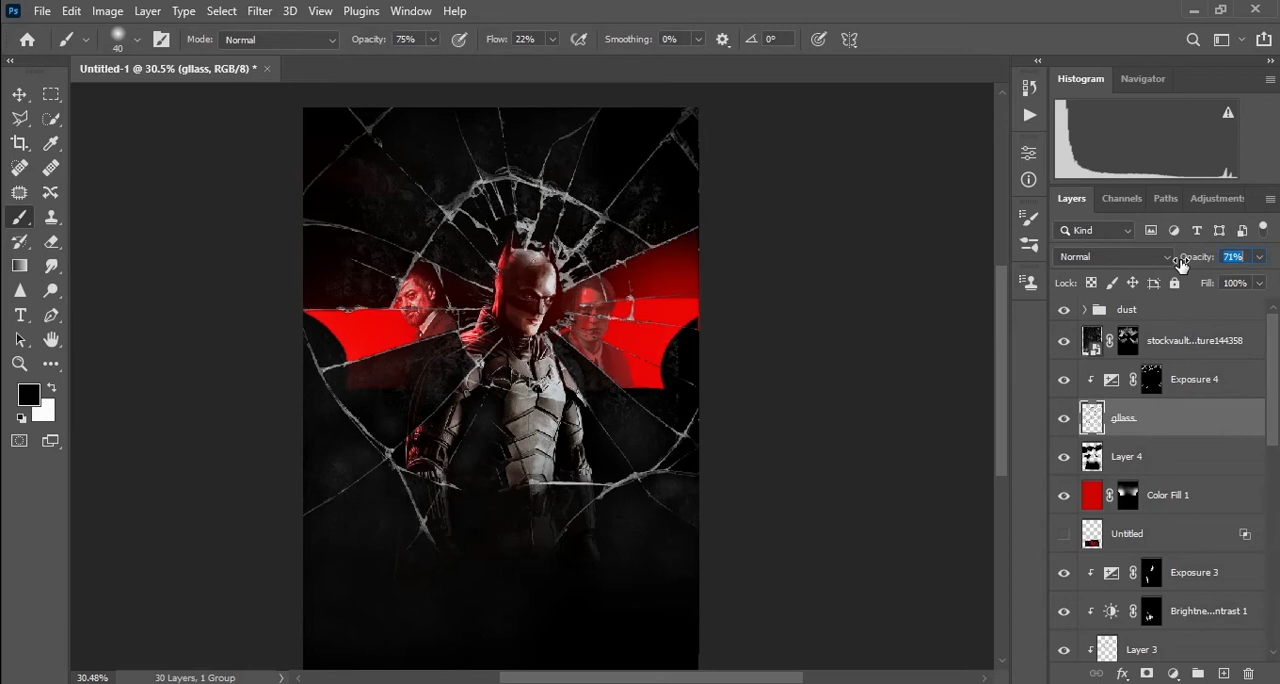 Ps File Edit Image Layer Type Select Filter 3D View Plugins Window Help
40 Mode: Normal Opacity: 75% Flow: 22% Smoothing: 0% 0°
Untitled-1 @ 30.5% (gllass, RGB/8) * ×
Histogram Navigator
Layers Channels Paths Adjustments
Kind
Normal Opacity: 71%
Lock: Fill: 100%
dust
stockvault...ture144358
Exposure 4
gllass
Layer 4
Color Fill 1
Untitled
Exposure 3
Brightne...ntrast 1
Layer 3
30.48% 30 Layers, 1 Group